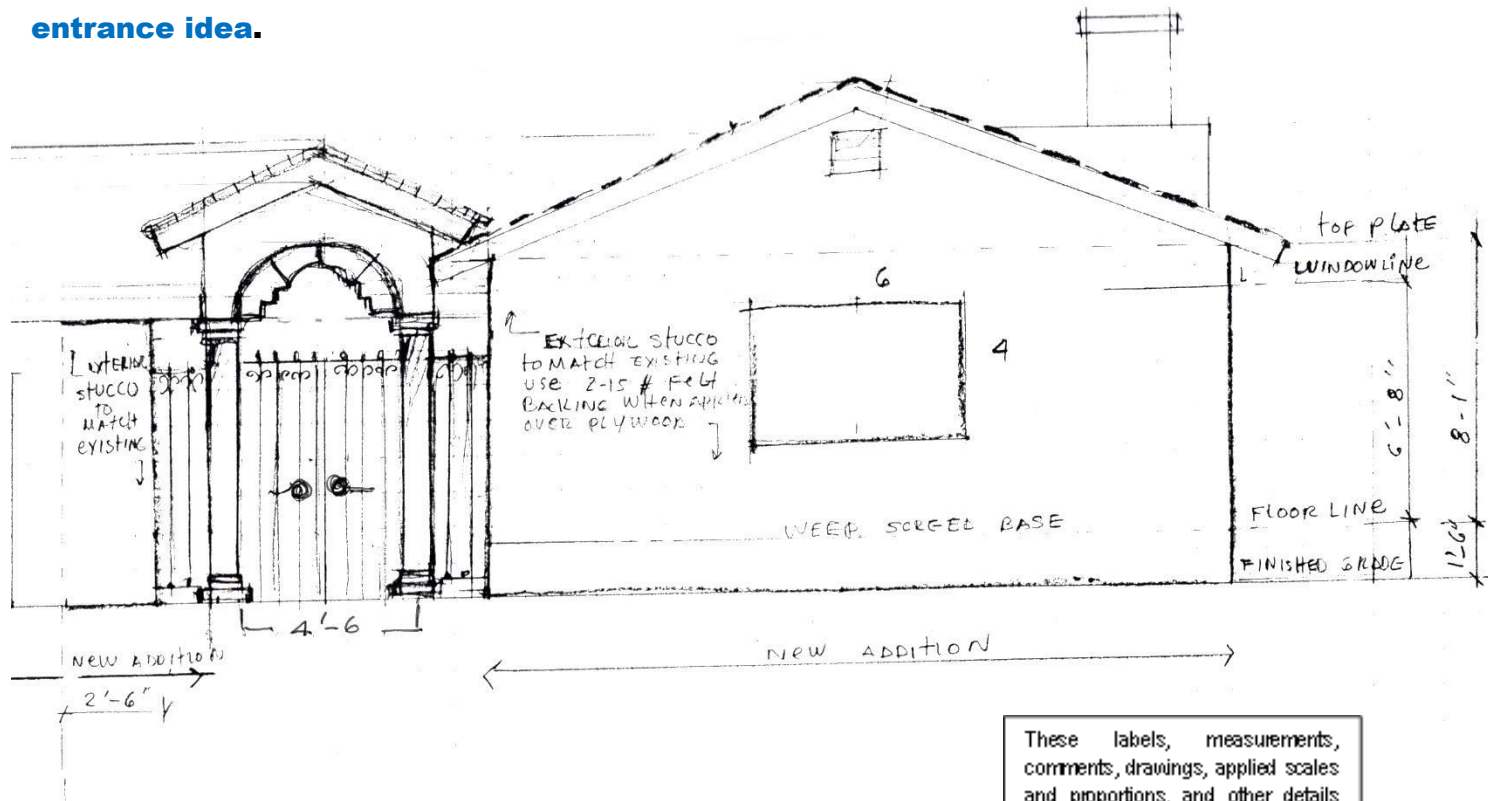 entrance idea.
TOP PLATE
WINDOWLINE
6
4
EXTERIOR STUCCO
TO MATCH EXISTING
USE 2-15 # FELT
BACKING WHEN APPLIED
OVER PLYWOOD
EXTERIOR
STUCCO
TO
MATCH
EXISTING
6'-8"
8-1"
WEEP SCREED BASE
FLOOR LINE
FINISHED GRADE
1'-6"
4'-6
NEW ADDITION
2'-6"
NEW ADDITION
These labels, measurements,
comments, drawings, applied scales
and proportions, and other details